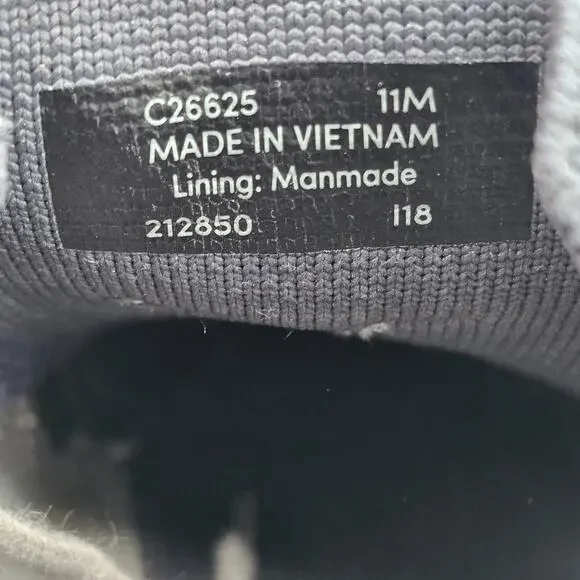 C26625 11M
MADE IN VIETNAM
Lining: Manmade
212850 I18